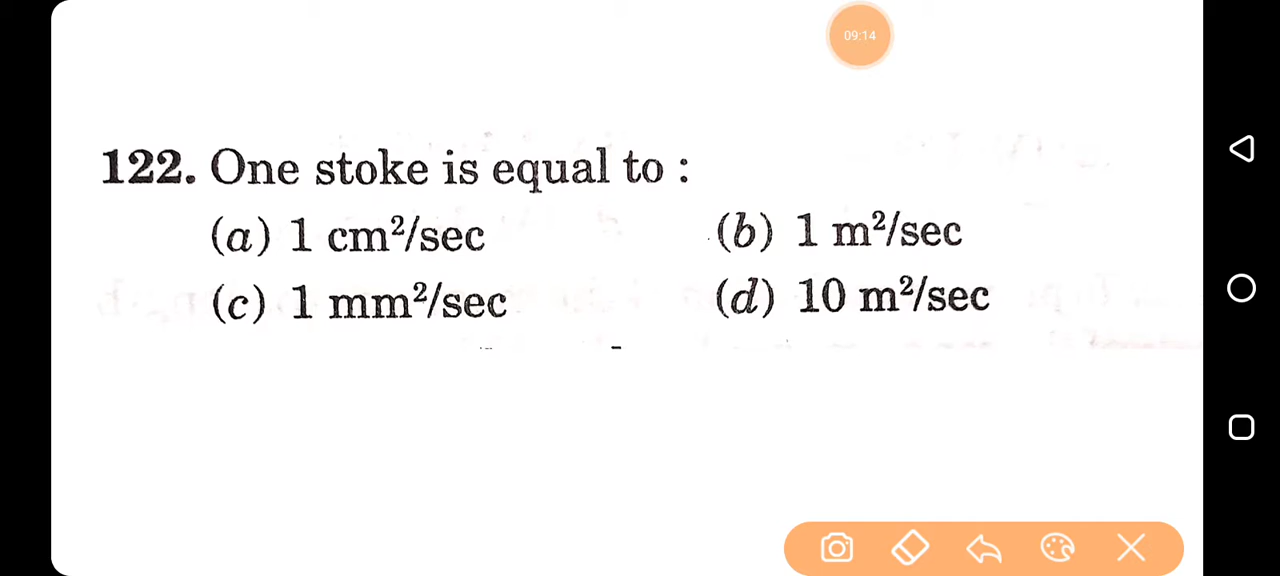 09:14
122. One stoke is equal to :
(a) 1 cm²/sec (b) 1 m²/sec
(c) 1 mm²/sec (d) 10 m²/sec